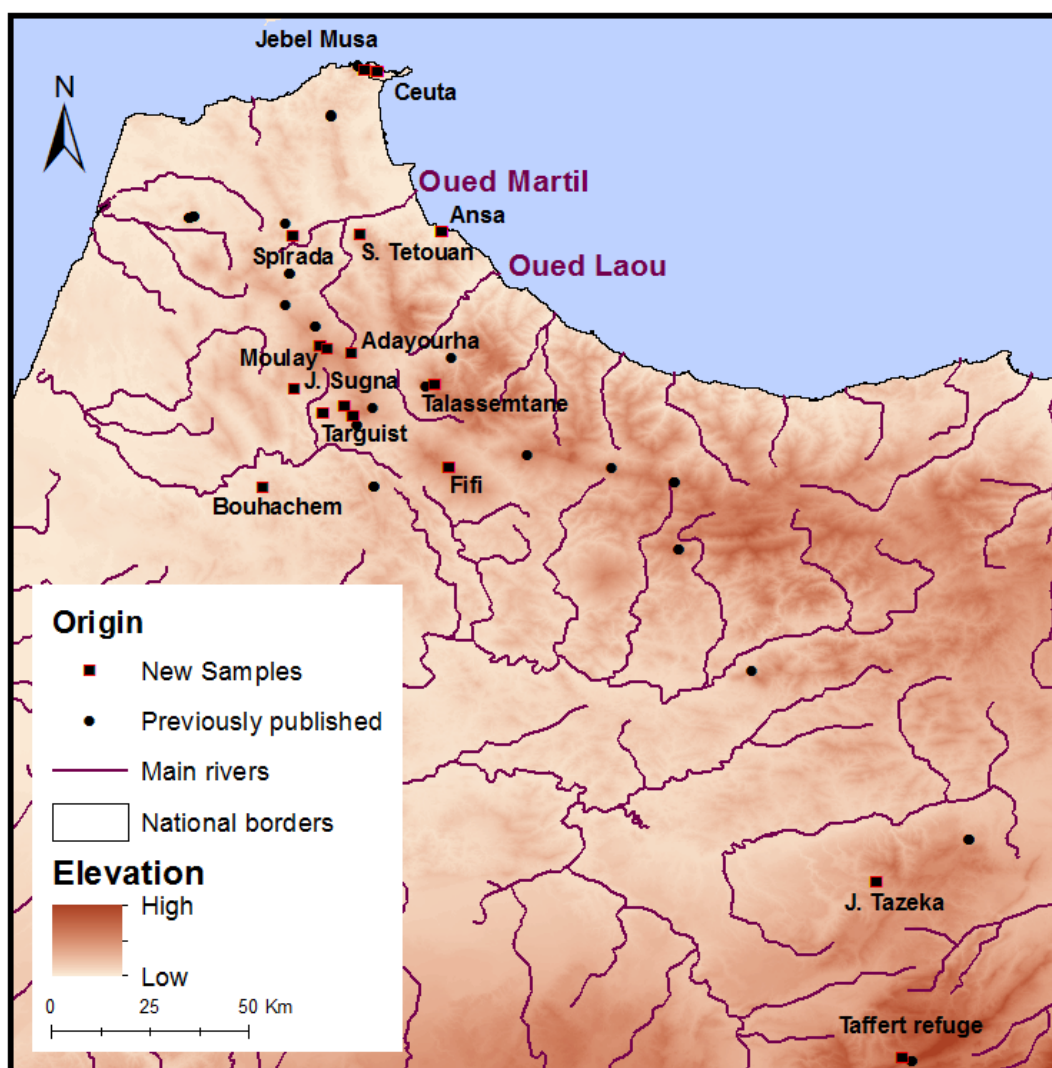 Jebel Musa
N
Ceuta
Oued Martil
Ansa
Spirada
S. Tetouan
Oued Laou
Adayourha
Moulay
J. Sugna
Talassemtane
Targuist
Fifi
Bouhachem
Origin
New Samples
Previously published
Main rivers
National borders
Elevation
High
Low
0 25 50 Km
J. Tazeka
Taffert refuge